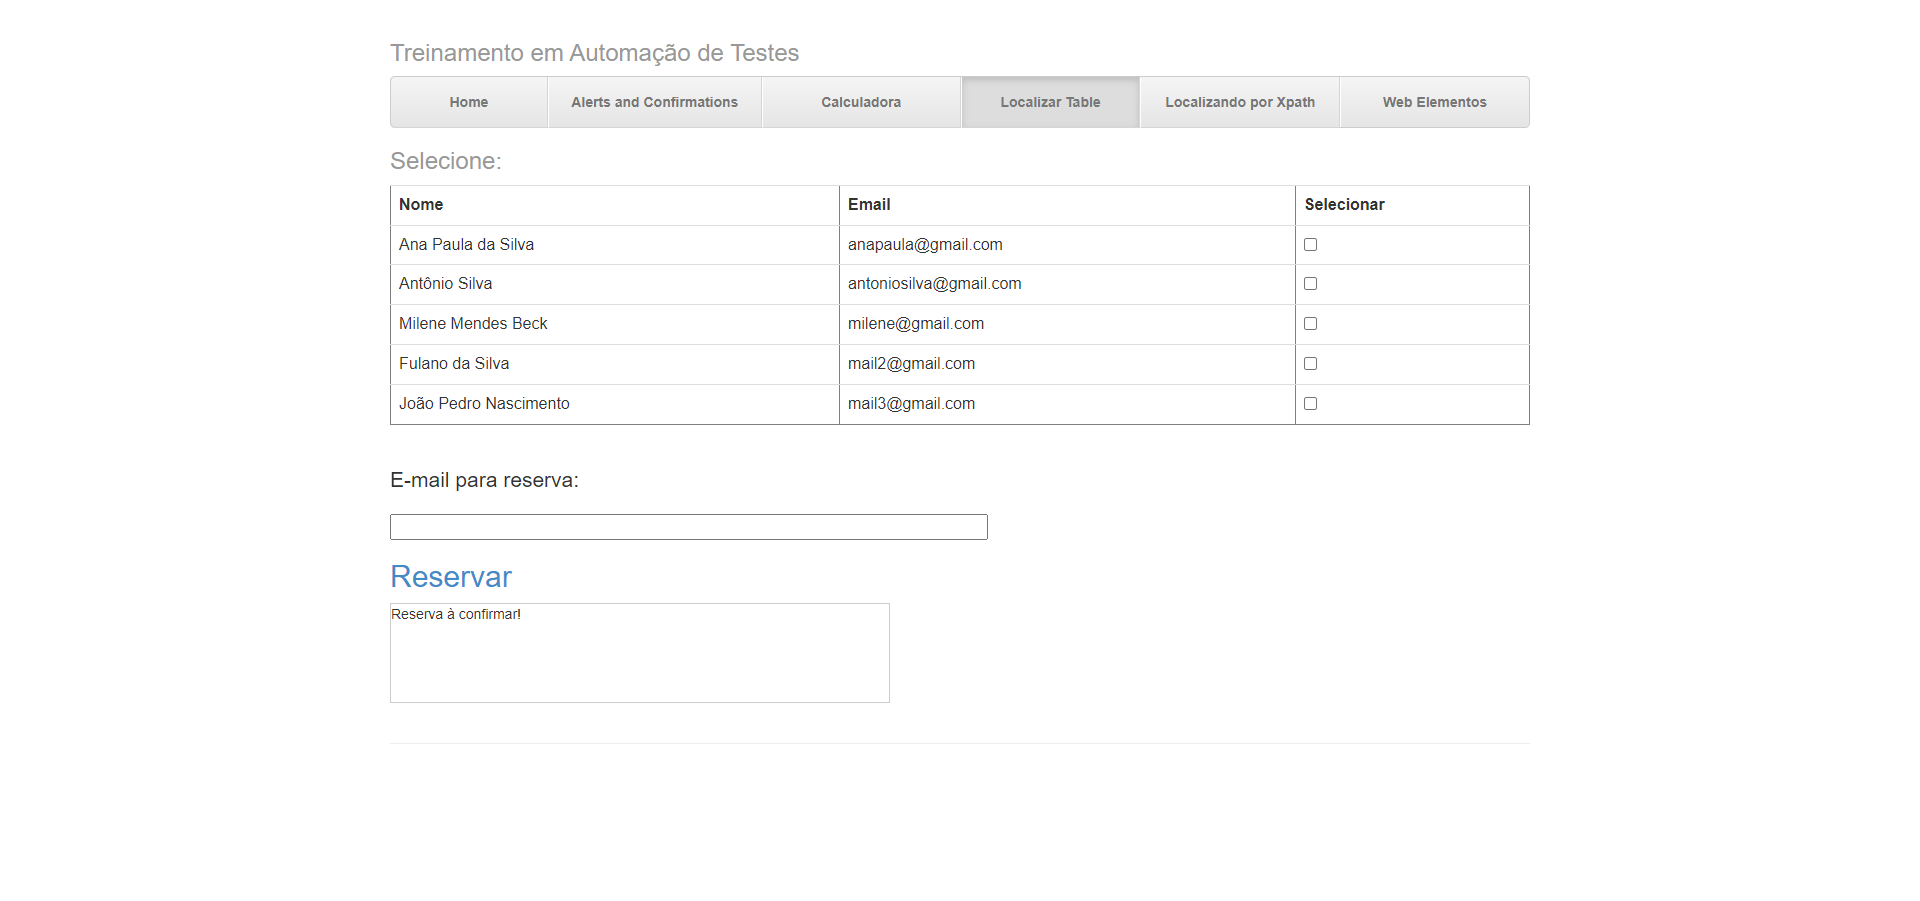 Treinamento em Automação de Testes
Home Alerts and Confirmations Calculadora Localizar Table Localizando por Xpath Web Elementos
Selecione:
Nome Email Selecionar
Ana Paula da Silva anapaula@gmail.com
Antônio Silva antoniosilva@gmail.com
Milene Mendes Beck milene@gmail.com
Fulano da Silva mail2@gmail.com
João Pedro Nascimento mail3@gmail.com
E-mail para reserva:
Reservar
Reserva à confirmar!